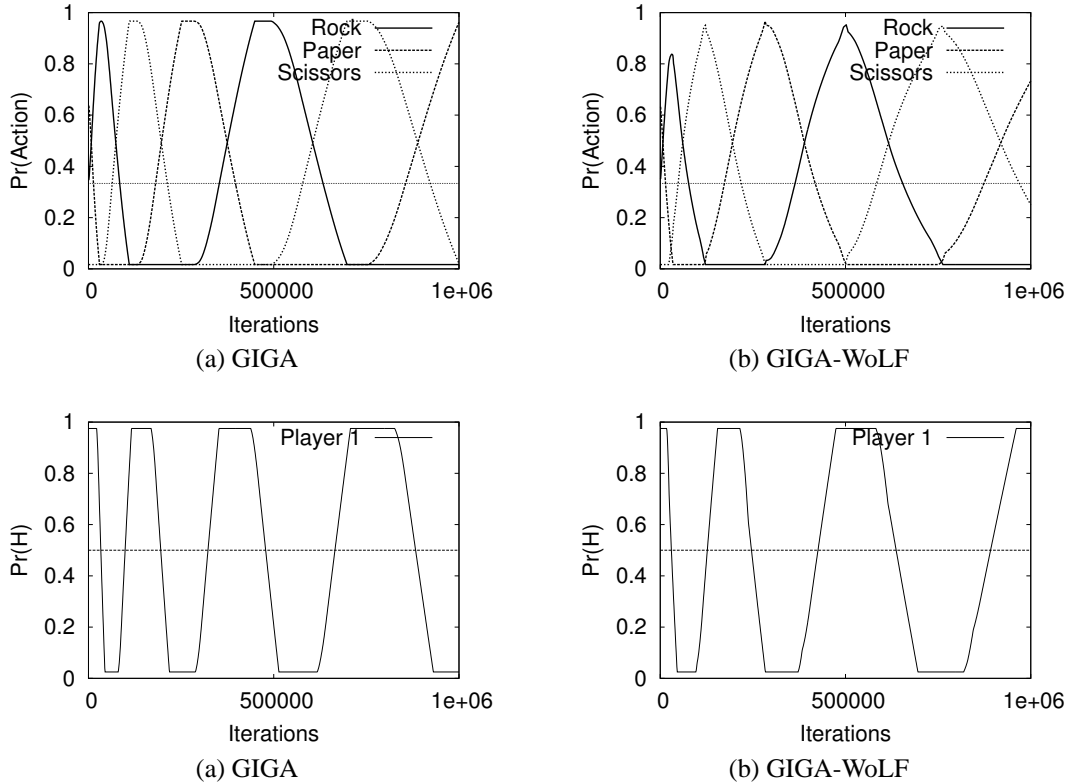 1
0.8
0.6
0.4
0.2
0
Pr(Action)
Rock
Paper
Scissors
0
500000
1e+06
Iterations
(a) GIGA
1
0.8
0.6
0.4
0.2
0
Pr(Action)
Rock
Paper
Scissors
0
500000
1e+06
Iterations
(b) GIGA-WoLF
1
0.8
0.6
0.4
0.2
0
Pr(H)
Player 1
0
500000
1e+06
Iterations
(a) GIGA
1
0.8
0.6
0.4
0.2
0
Pr(H)
Player 1
0
500000
1e+06
Iterations
(b) GIGA-WoLF